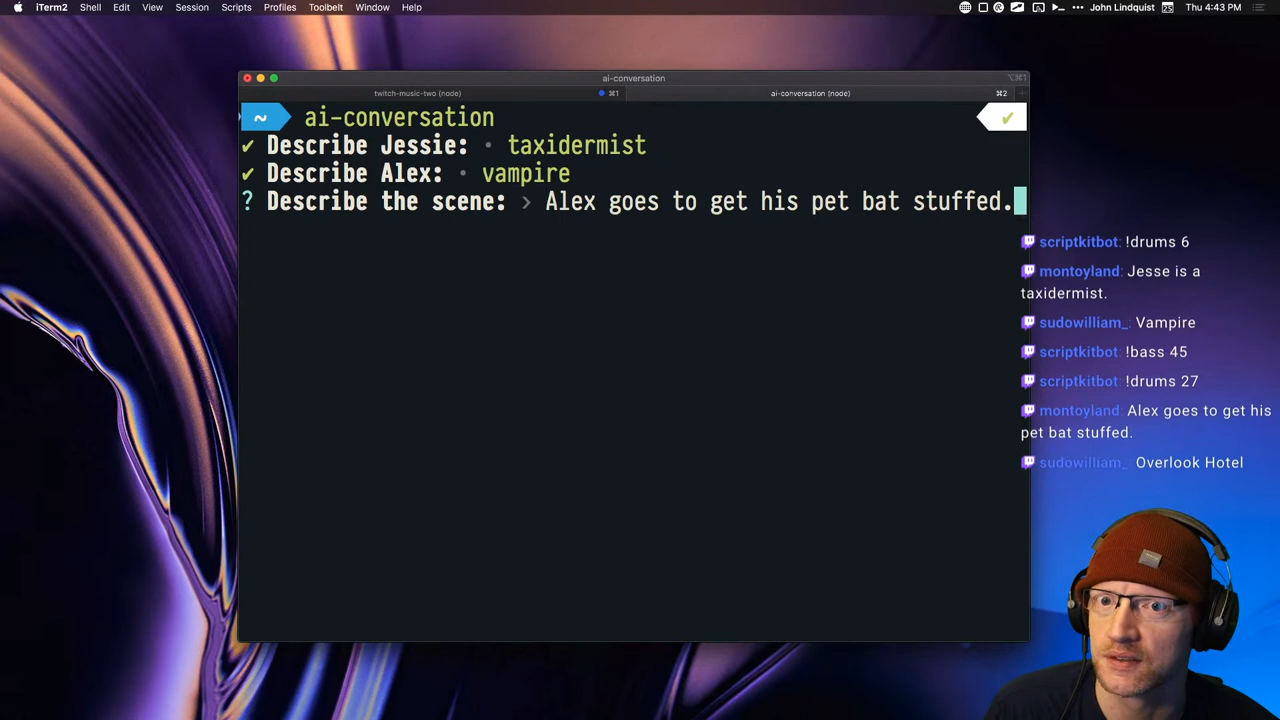 iTerm2 Shell Edit View Session Scripts Profiles Toolbelt Window Help John Lindquist Thu 4:43 PM
ai-conversation ⌥⌘1
twitch-music-two (node) ⌘1 ai-conversation (node) ⌘2
~ ai-conversation ✔
✔ Describe Jessie: · taxidermist
✔ Describe Alex: · vampire
? Describe the scene: › Alex goes to get his pet bat stuffed.
scriptkitbot: !drums 6
montoyland: Jesse is a
taxidermist.
sudowilliam_: Vampire
scriptkitbot: !bass 45
scriptkitbot: !drums 27
montoyland: Alex goes to get his
pet bat stuffed.
sudowilliam_: Overlook Hotel